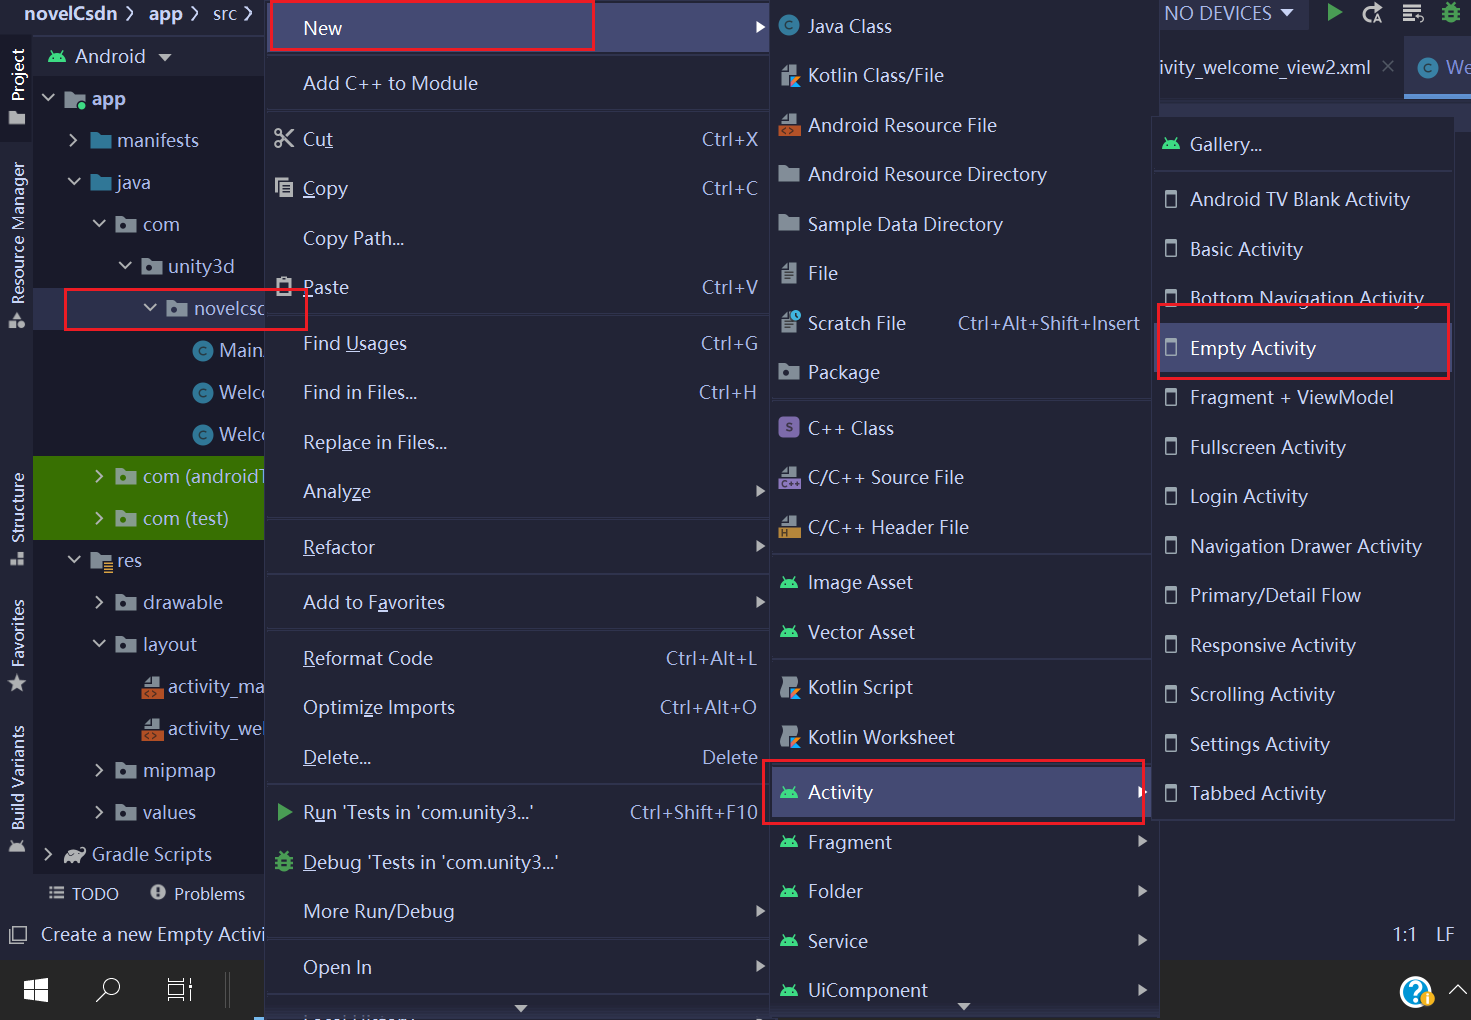 novelCsdn
app
src
Project
Resource Manager
Structure
Favorites
Build Variants
Android
app
manifests
java
com
unity3d
novelcsd
Main
Welco
Welco
com (androidT
com (test)
res
drawable
layout
activity_ma
activity_wel
mipmap
values
Gradle Scripts
TODO
Problems
Create a new Empty Activi
New
Add C++ to Module
Cut Ctrl+X
Copy Ctrl+C
Copy Path...
Paste Ctrl+V
Find Usages Ctrl+G
Find in Files... Ctrl+H
Replace in Files...
Analyze
Refactor
Add to Favorites
Reformat Code Ctrl+Alt+L
Optimize Imports Ctrl+Alt+O
Delete... Delete
Run 'Tests in 'com.unity3...' Ctrl+Shift+F10
Debug 'Tests in 'com.unity3...'
More Run/Debug
Open In
Local History
Java Class
Kotlin Class/File
Android Resource File
Android Resource Directory
Sample Data Directory
File
Scratch File Ctrl+Alt+Shift+Insert
Package
C++ Class
C/C++ Source File
C/C++ Header File
Image Asset
Vector Asset
Kotlin Script
Kotlin Worksheet
Activity
Fragment
Folder
Service
UiComponent
NO DEVICES
ivity_welcome_view2.xml
We
Gallery...
Android TV Blank Activity
Basic Activity
Bottom Navigation Activity
Empty Activity
Fragment + ViewModel
Fullscreen Activity
Login Activity
Navigation Drawer Activity
Primary/Detail Flow
Responsive Activity
Scrolling Activity
Settings Activity
Tabbed Activity
1:1 LF